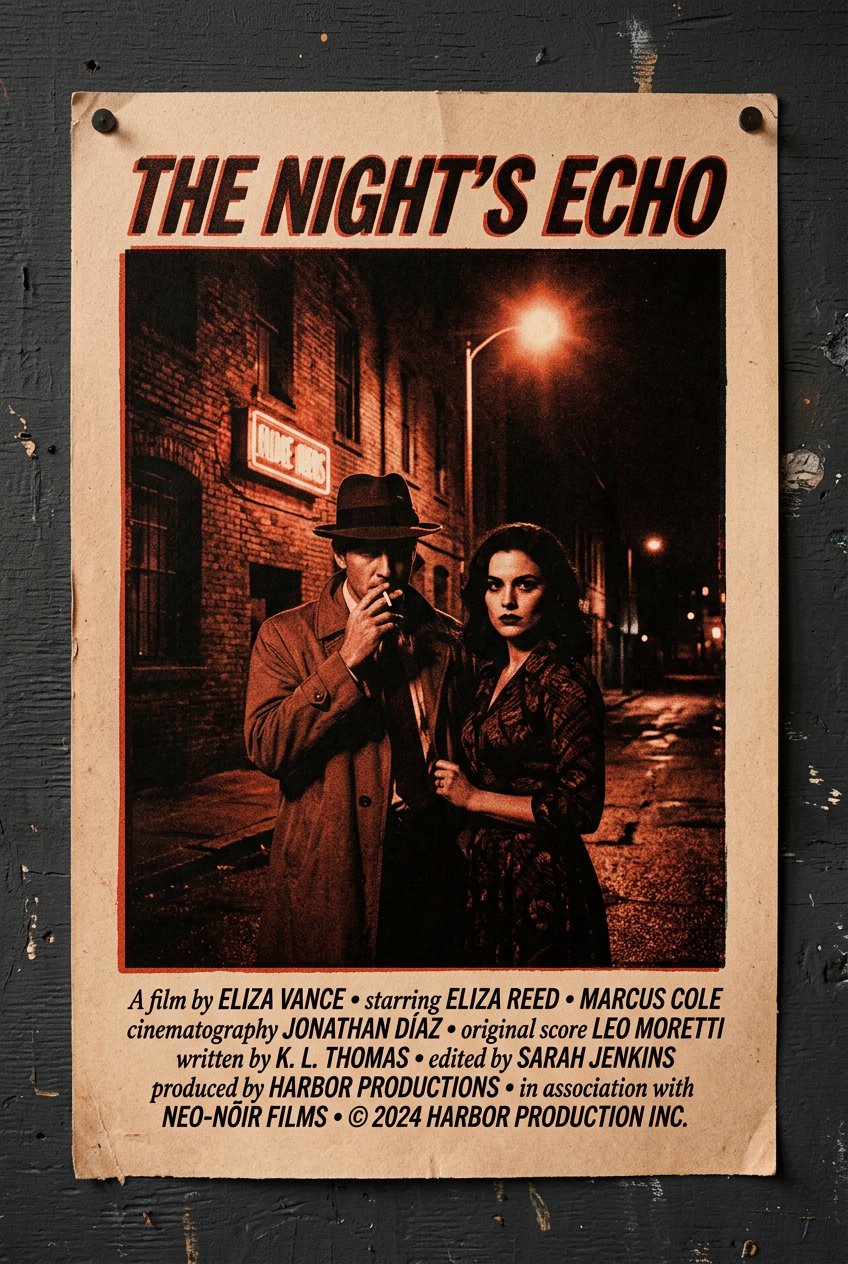 THE NIGHT'S ECHO
A film by ELIZA VANCE • starring ELIZA REED • MARCUS COLE
cinematography JONATHAN DÍAZ • original score LEO MORETTI
written by K. L. THOMAS • edited by SARAH JENKINS
produced by HARBOR PRODUCTIONS • in association with
NEO-NÕIR FILMS • © 2024 HARBOR PRODUCTION INC.